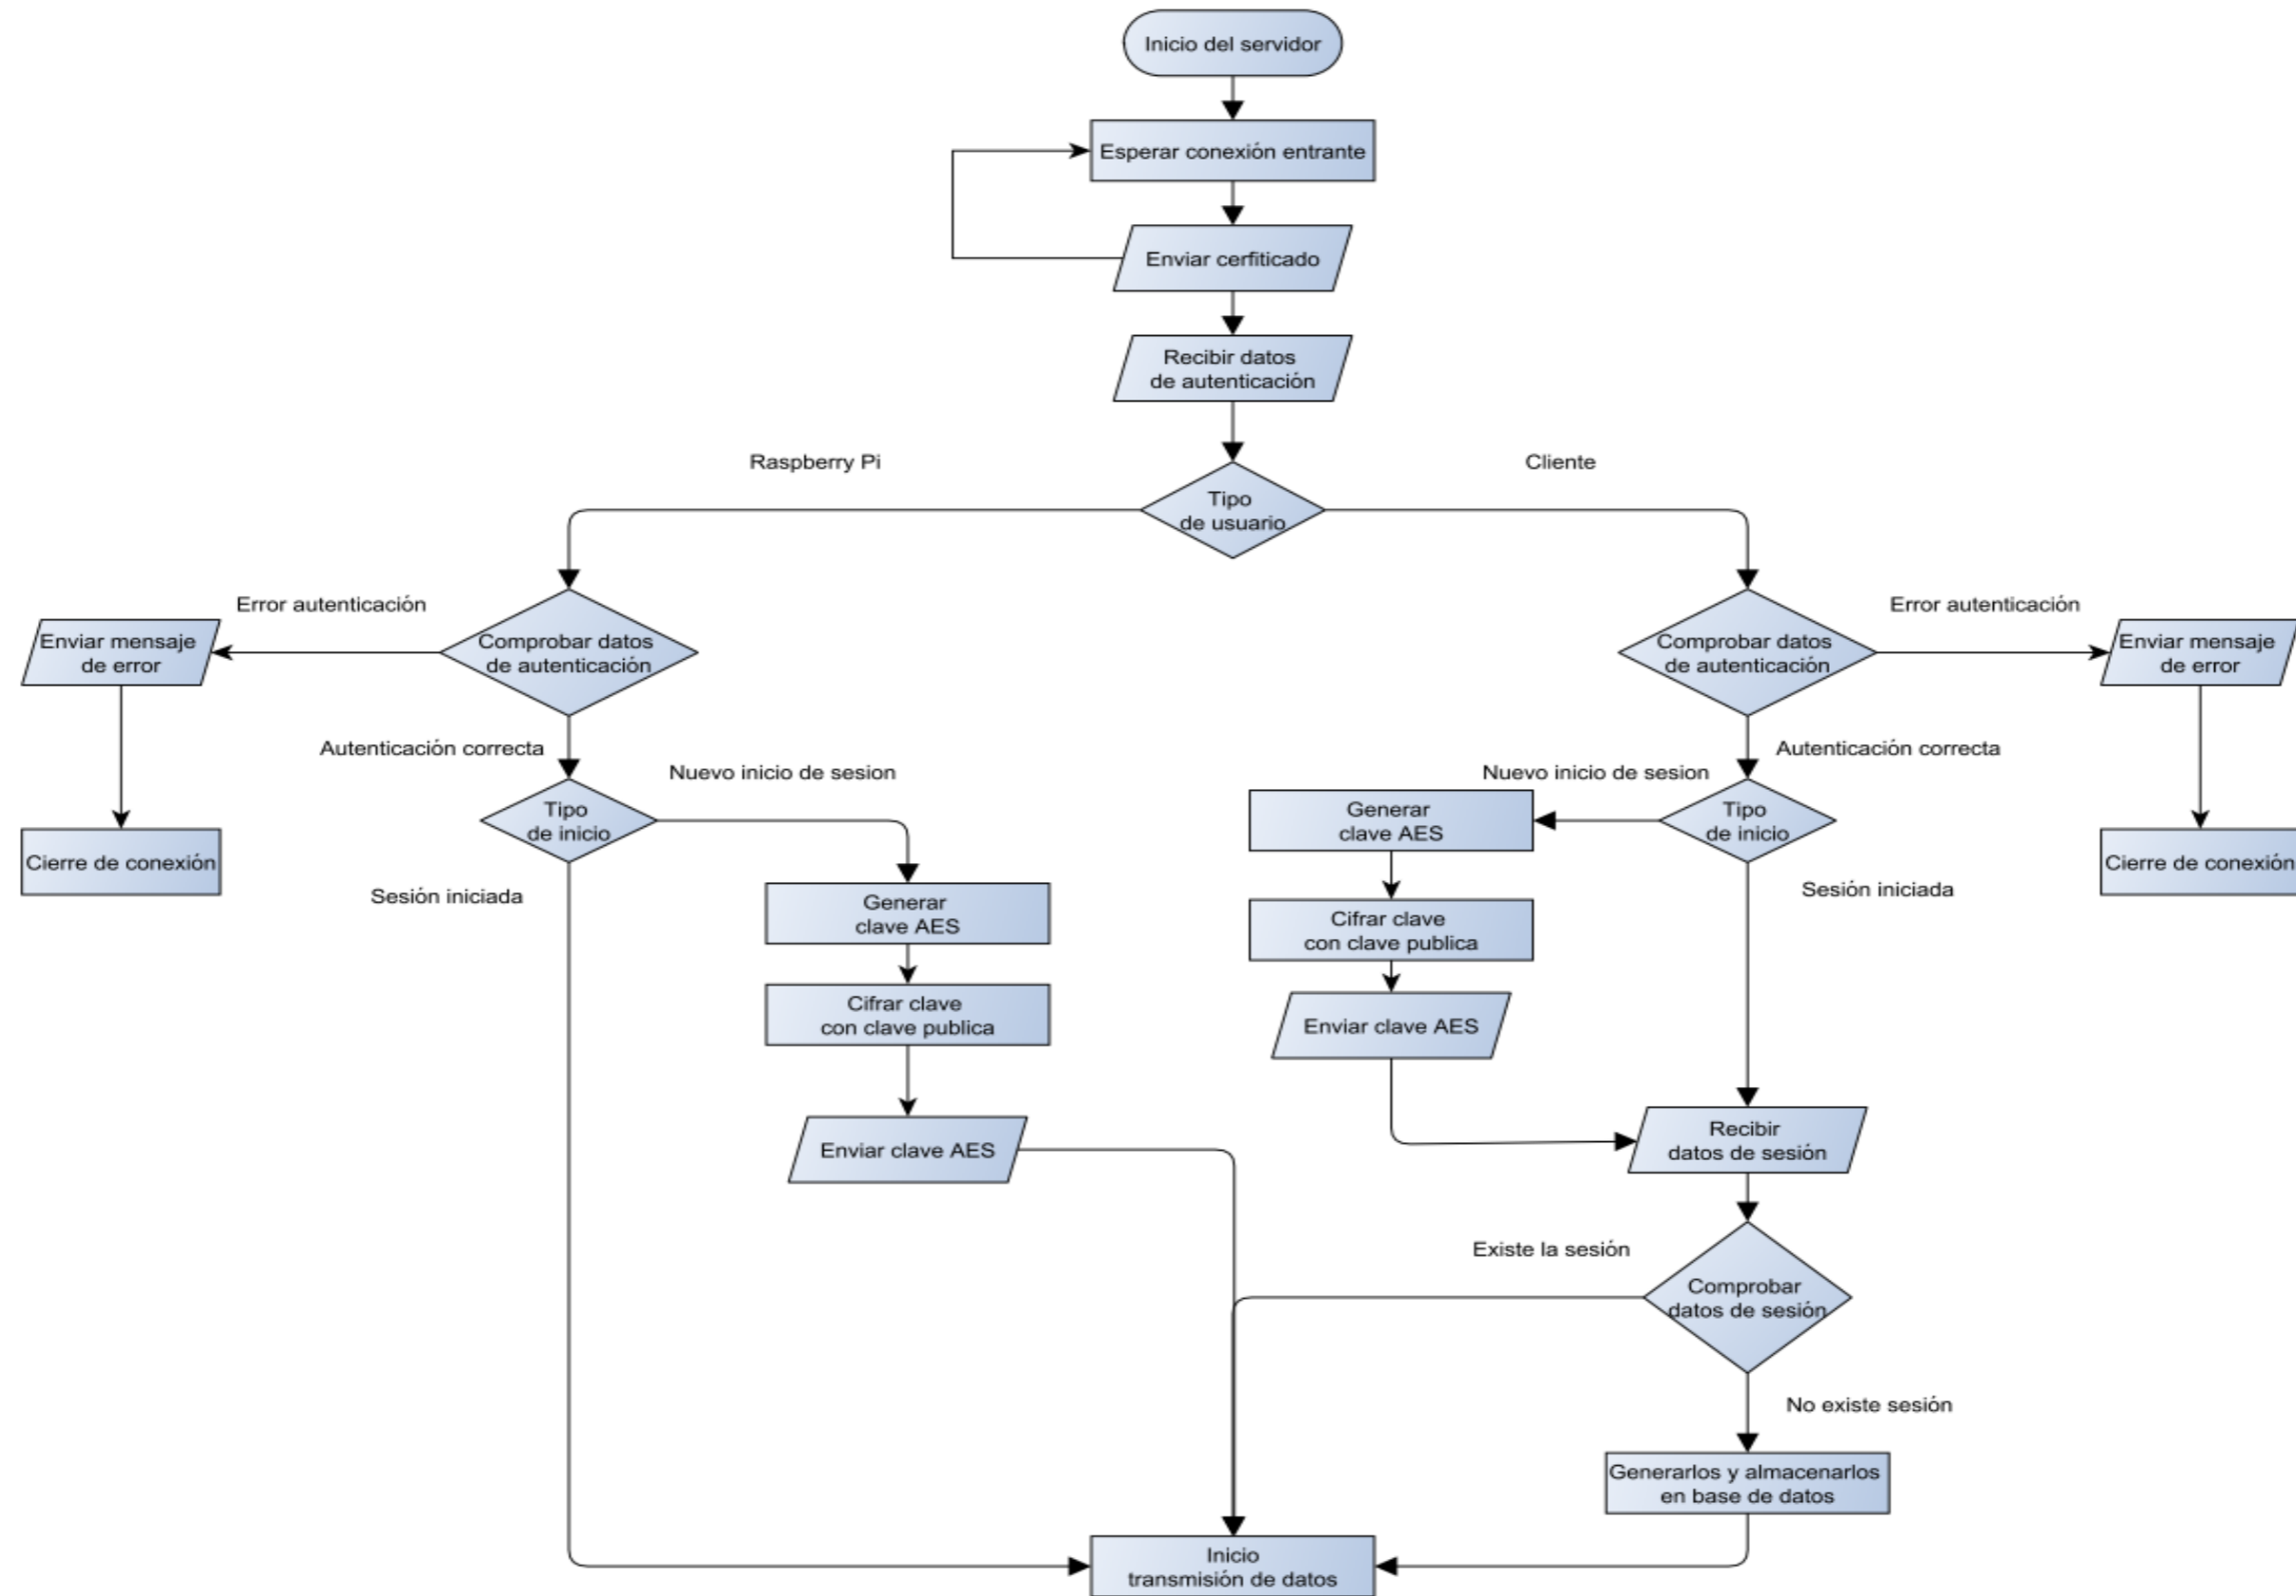 Inicio del servidor
Esperar conexión entrante
Enviar cerfiticado
Recibir datos
de autenticación
Raspberry Pi
Cliente
Tipo
de usuario
Error autenticación
Error autenticación
Enviar mensaje
de error
Comprobar datos
de autenticación
Comprobar datos
de autenticación
Enviar mensaje
de error
Autenticación correcta
Autenticación correcta
Nuevo inicio de sesion
Nuevo inicio de sesion
Tipo
de inicio
Generar
clave AES
Tipo
de inicio
Cierre de conexión
Cierre de conexión
Sesión iniciada
Sesión iniciada
Generar
clave AES
Cifrar clave
con clave publica
Cifrar clave
con clave publica
Enviar clave AES
Enviar clave AES
Recibir
datos de sesión
Existe la sesión
Comprobar
datos de sesión
No existe sesión
Generarlos y almacenarlos
en base de datos
Inicio
transmisión de datos